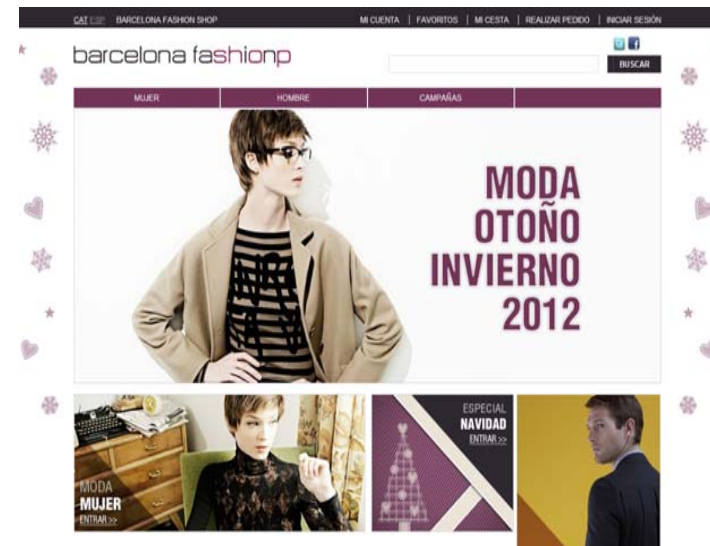 CAT ESP BARCELONA FASHION SHOP MI CUENTA | FAVORITOS | MI CESTA | REALIZAR PEDIDO | INICIAR SESIÓN
barcelona fashionp
BUSCAR
MUJER HOMBRE CAMPAÑAS
MODA
OTOÑO
INVIERNO
2012
MODA
MUJER
ENTRAR >>
ESPECIAL
NAVIDAD
ENTRAR >>